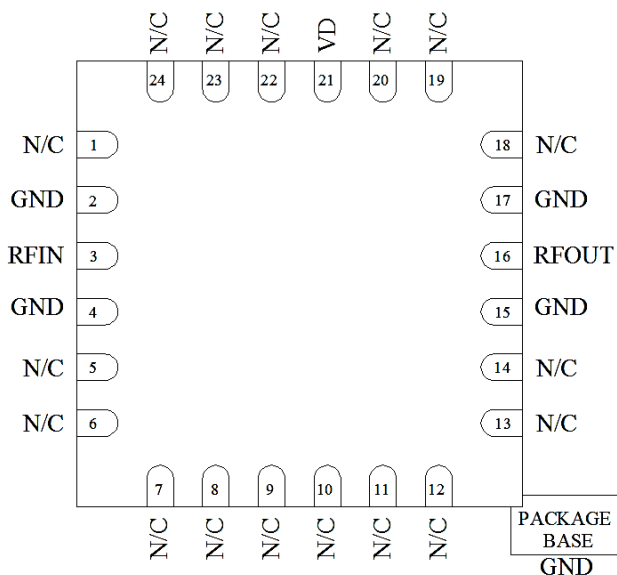 N/C N/C N/C VD N/C N/C
24 23 22 21 20 19
N/C 1 18 N/C
GND 2 17 GND
RFIN 3 16 RFOUT
GND 4 15 GND
N/C 5 14 N/C
N/C 6 13 N/C
7 8 9 10 11 12
N/C N/C N/C N/C N/C N/C
PACKAGE
BASE
GND